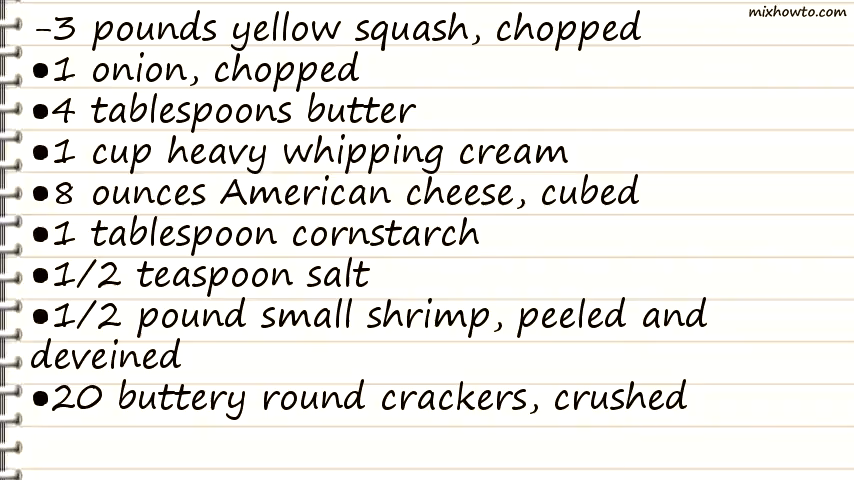 mixhowto.com
-3 pounds yellow squash, chopped
●1 onion, chopped
●4 tablespoons butter
●1 cup heavy whipping cream
●8 ounces American cheese, cubed
●1 tablespoon cornstarch
●1/2 teaspoon salt
●1/2 pound small shrimp, peeled and
deveined
●20 buttery round crackers, crushed